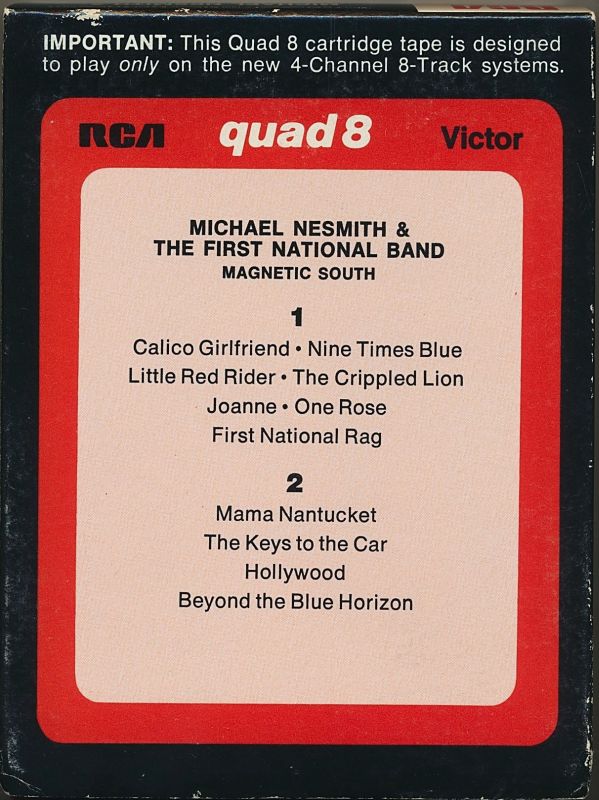 IMPORTANT: This Quad 8 cartridge tape is designed
to play only on the new 4-Channel 8-Track systems.
RCA quad8 Victor
MICHAEL NESMITH &
THE FIRST NATIONAL BAND
MAGNETIC SOUTH
1
Calico Girlfriend • Nine Times Blue
Little Red Rider • The Crippled Lion
Joanne • One Rose
First National Rag
2
Mama Nantucket
The Keys to the Car
Hollywood
Beyond the Blue Horizon